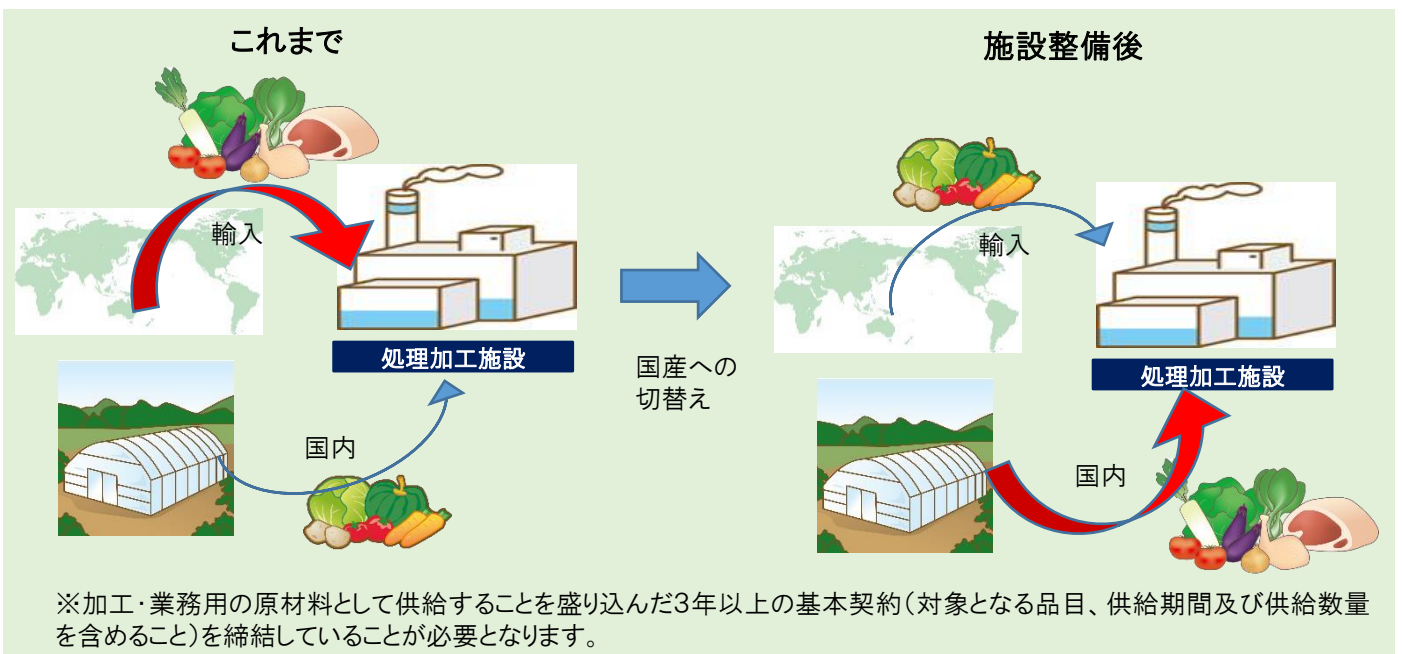 これまで
輸入
処理加工施設
国内
国産への
切替え
施設整備後
輸入
処理加工施設
国内
※加工・業務用の原材料として供給することを盛り込んだ3年以上の基本契約(対象となる品目、供給期間及び供給数量
を含めること)を締結していることが必要となります。